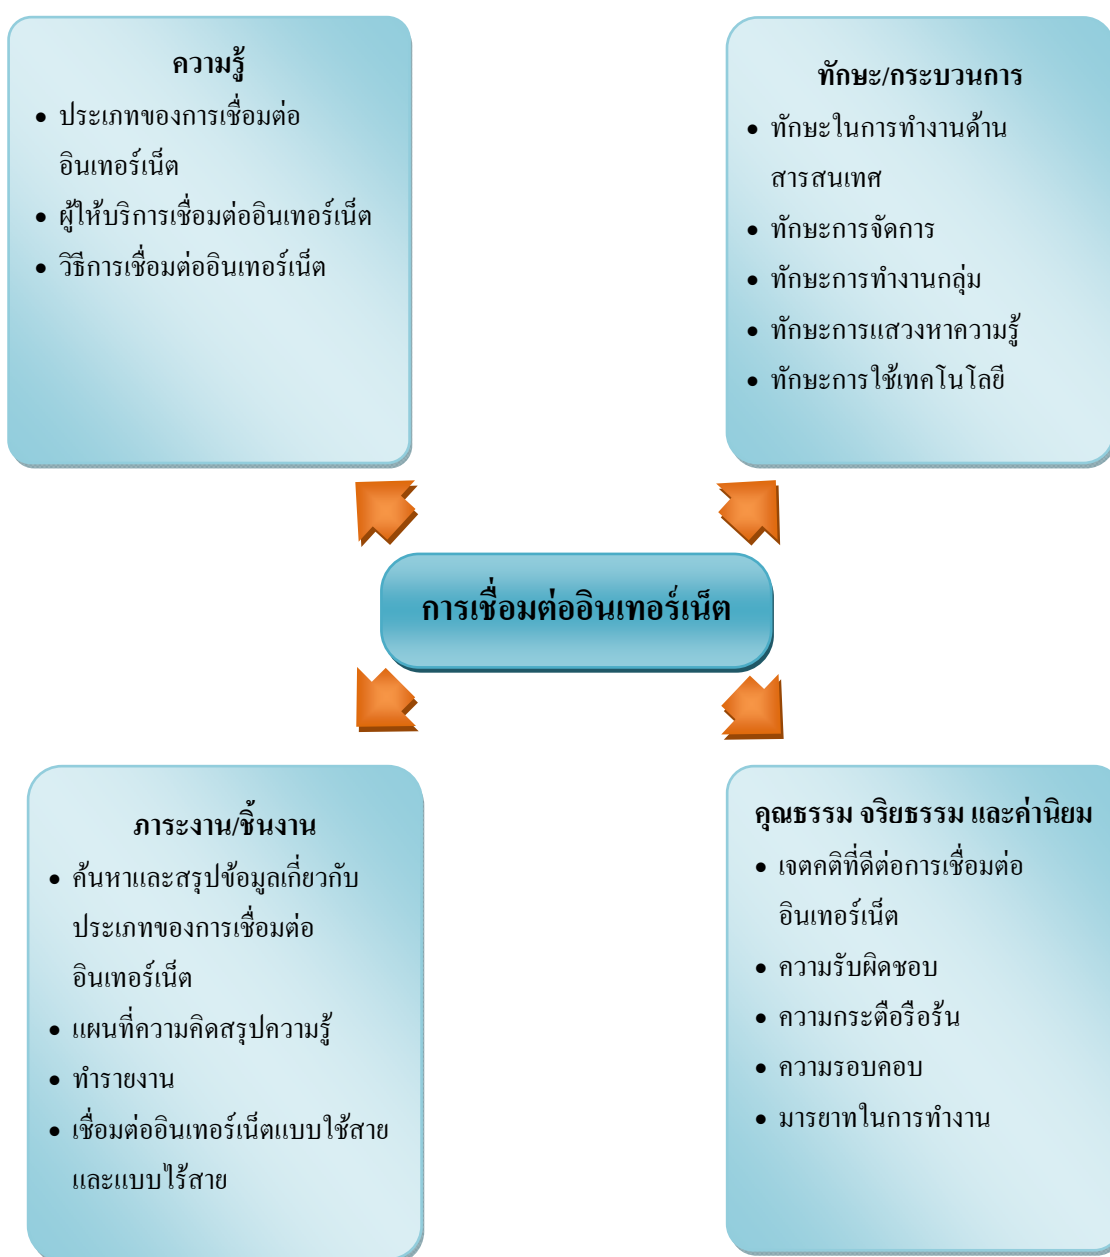 ความรู้
• ประเภทของการเชื่อมต่อ
อินเทอร์เน็ต
• ผู้ให้บริการเชื่อมต่ออินเทอร์เน็ต
• วิธีการเชื่อมต่ออินเทอร์เน็ต
ทักษะ/กระบวนการ
• ทักษะในการทำงานด้าน
สารสนเทศ
• ทักษะการจัดการ
• ทักษะการทำงานกลุ่ม
• ทักษะการแสวงหาความรู้
• ทักษะการใช้เทคโนโลยี
การเชื่อมต่ออินเทอร์เน็ต
ภาระงาน/ชิ้นงาน
• ค้นหาและสรุปข้อมูลเกี่ยวกับ
ประเภทของการเชื่อมต่อ
อินเทอร์เน็ต
• แผนที่ความคิดสรุปความรู้
• ทำรายงาน
• เชื่อมต่ออินเทอร์เน็ตแบบใช้สาย
และแบบไร้สาย
คุณธรรม จริยธรรม และค่านิยม
• เจตคติที่ดีต่อการเชื่อมต่อ
อินเทอร์เน็ต
• ความรับผิดชอบ
• ความกระตือรือร้น
• ความรอบคอบ
• มารยาทในการทำงาน